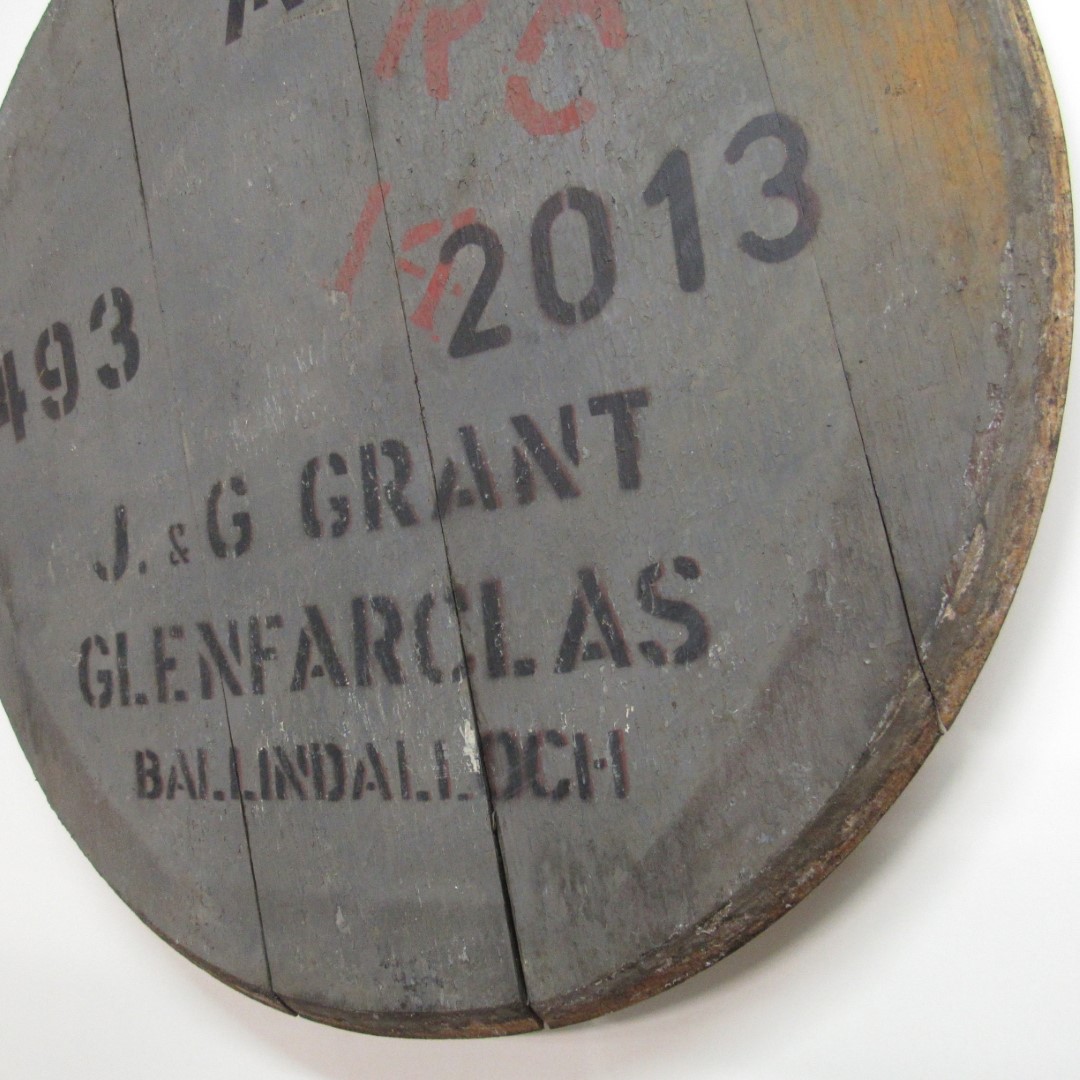 2013
493
J. & G GRANT
GLENFARCLAS
BALLINDALLOCH